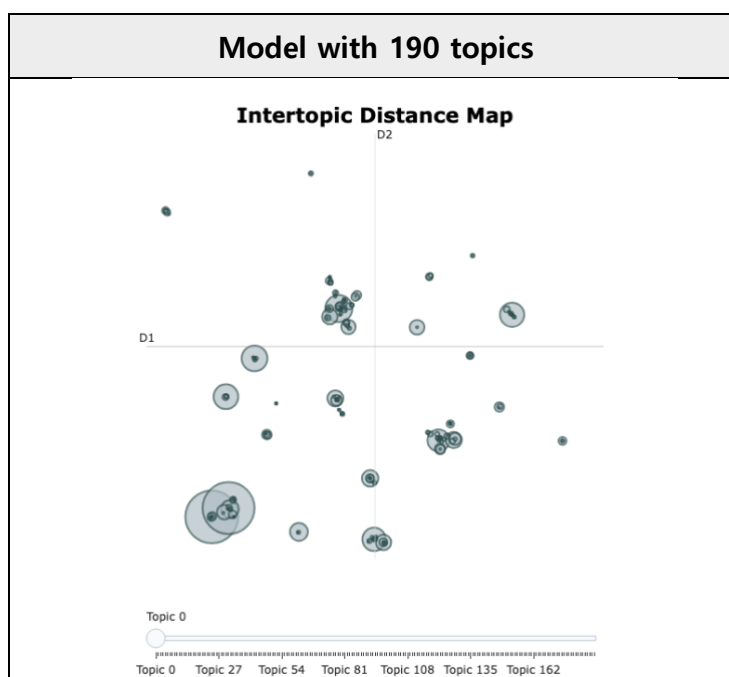 Model with 190 topics
Intertopic Distance Map
D2
D1
Topic 0
Topic 0 Topic 27 Topic 54 Topic 81 Topic 108 Topic 135 Topic 162